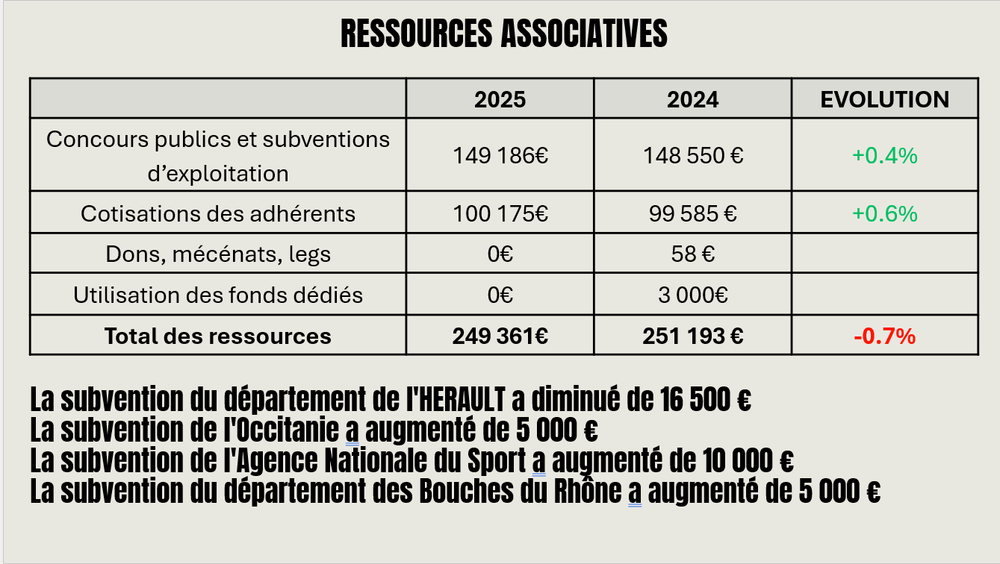 RESSOURCES ASSOCIATIVES
2025 2024 EVOLUTION
Concours publics et subventions
d’exploitation
149 186€ 148 550 € +0.4%
Cotisations des adhérents 100 175€ 99 585 € +0.6%
Dons, mécénats, legs 0€ 58 €
Utilisation des fonds dédiés 0€ 3 000€
Total des ressources 249 361€ 251 193 € -0.7%
La subvention du département de l'HERAULT a diminué de 16 500 €
La subvention de l'Occitanie a augmenté de 5 000 €
La subvention de l'Agence Nationale du Sport a augmenté de 10 000 €
La subvention du département des Bouches du Rhône a augmenté de 5 000 €